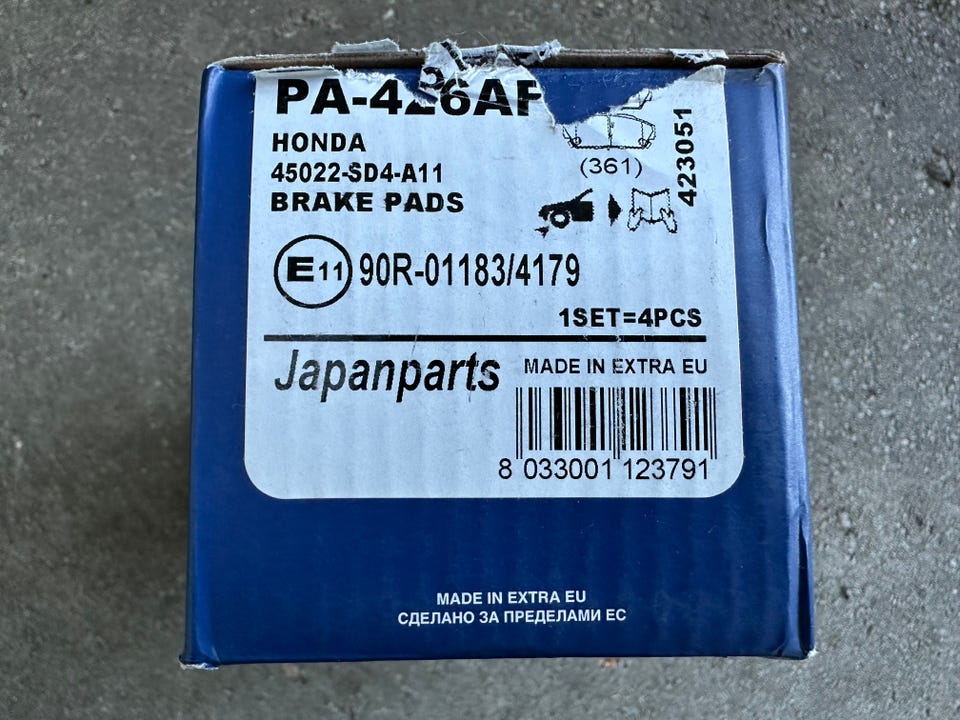 PA-426AF
HONDA
45022-SD4-A11
BRAKE PADS
(361)
423051
E11 90R-01183/4179
1SET=4PCS
Japanparts
MADE IN EXTRA EU
8 033001 123791
MADE IN EXTRA EU
СДЕЛАНО ЗА ПРЕДЕЛАМИ ЕС